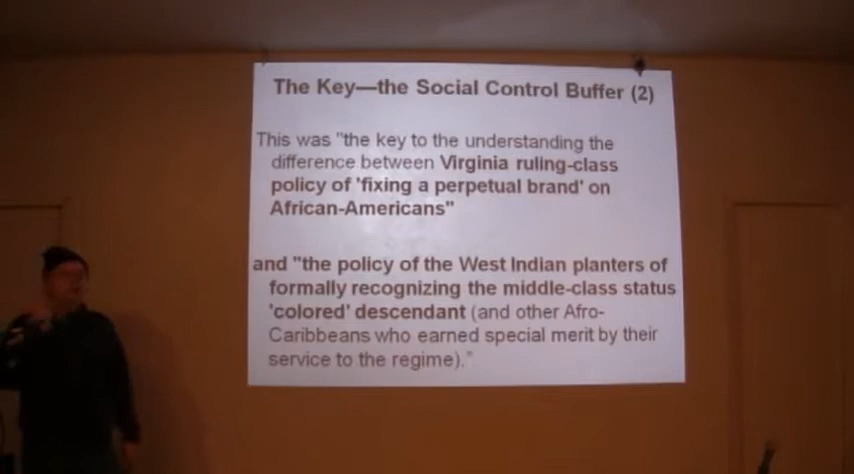 The Key—the Social Control Buffer (2)
This was "the key to the understanding the
difference between Virginia ruling-class
policy of 'fixing a perpetual brand' on
African-Americans"
and "the policy of the West Indian planters of
formally recognizing the middle-class status
'colored' descendant (and other Afro-
Caribbeans who earned special merit by their
service to the regime)."